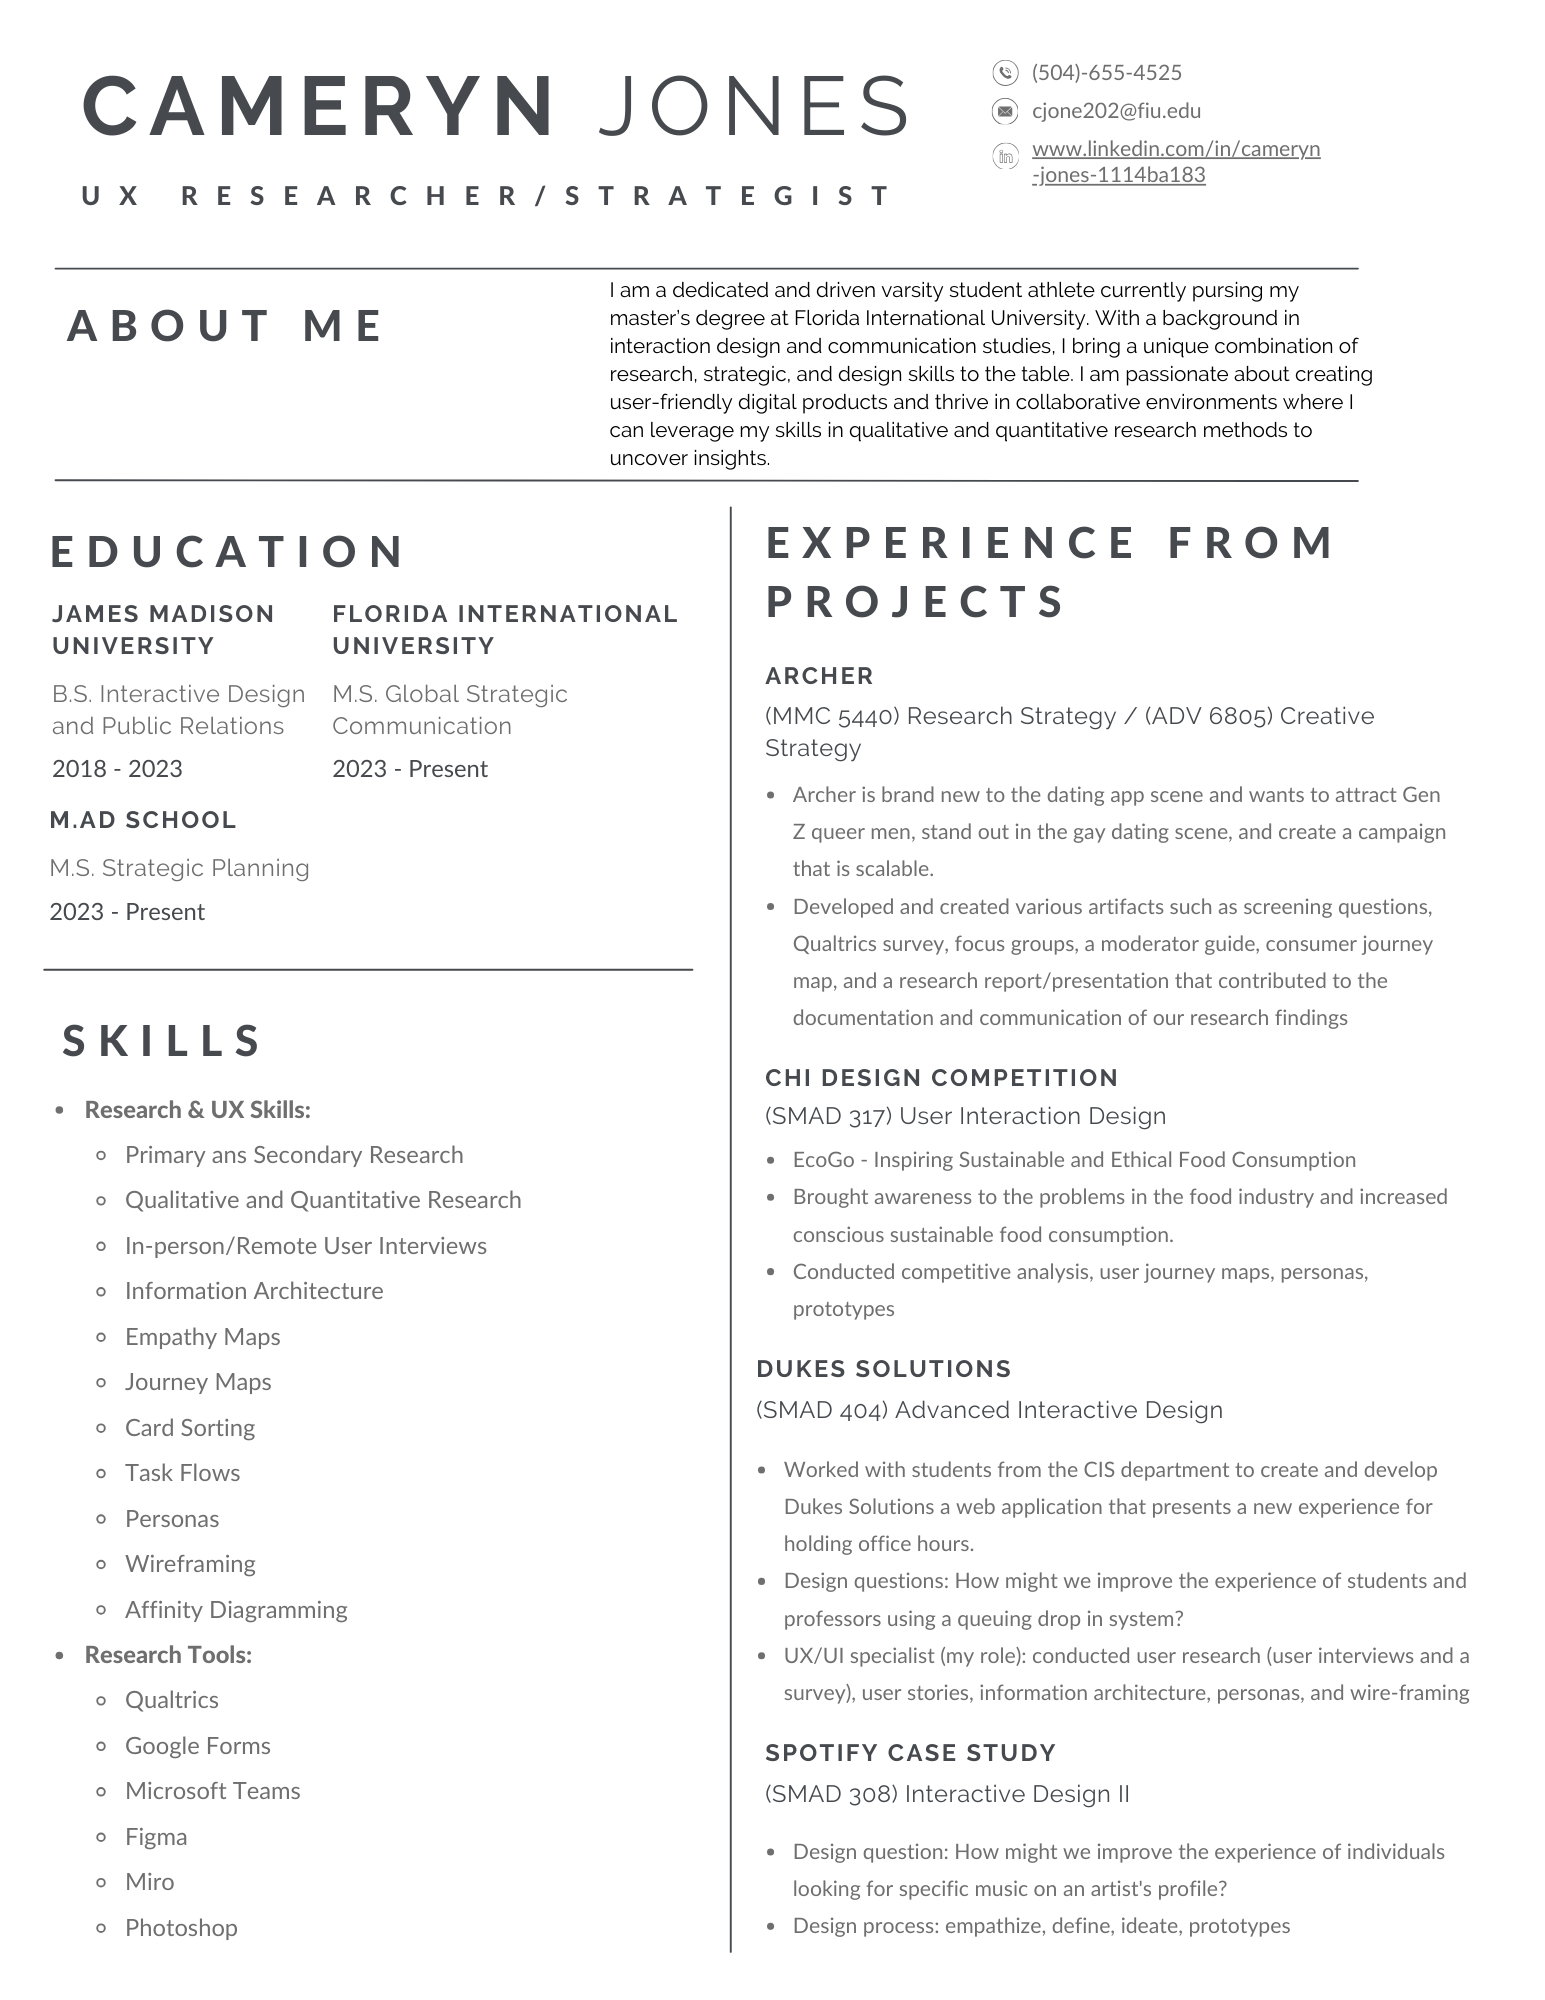 CAMERYN JONES
UX RESEARCHER/STRATEGIST
(504)-655-4525
cjone202@fiu.edu
www.linkedin.com/in/cameryn
-jones-1114ba183
ABOUT ME
I am a dedicated and driven varsity student athlete currently pursing my
master's degree at Florida International University. With a background in
interaction design and communication studies, I bring a unique combination of
research, strategic, and design skills to the table. I am passionate about creating
user-friendly digital products and thrive in collaborative environments where I
can leverage my skills in qualitative and quantitative research methods to
uncover insights.
EDUCATION
JAMES MADISON
UNIVERSITY
B.S. Interactive Design
and Public Relations
2018 - 2023
FLORIDA INTERNATIONAL
UNIVERSITY
M.S. Global Strategic
Communication
2023 - Present
M.AD SCHOOL
M.S. Strategic Planning
2023 - Present
SKILLS
• Research & UX Skills:
◦ Primary ans Secondary Research
◦ Qualitative and Quantitative Research
◦ In-person/Remote User Interviews
◦ Information Architecture
◦ Empathy Maps
◦ Journey Maps
◦ Card Sorting
◦ Task Flows
◦ Personas
◦ Wireframing
◦ Affinity Diagramming
• Research Tools:
◦ Qualtrics
◦ Google Forms
◦ Microsoft Teams
◦ Figma
◦ Miro
◦ Photoshop
EXPERIENCE FROM
PROJECTS
ARCHER
(MMC 5440) Research Strategy / (ADV 6805) Creative
Strategy
• Archer is brand new to the dating app scene and wants to attract Gen
Z queer men, stand out in the gay dating scene, and create a campaign
that is scalable.
• Developed and created various artifacts such as screening questions,
Qualtrics survey, focus groups, a moderator guide, consumer journey
map, and a research report/presentation that contributed to the
documentation and communication of our research findings
CHI DESIGN COMPETITION
(SMAD 317) User Interaction Design
• EcoGo - Inspiring Sustainable and Ethical Food Consumption
• Brought awareness to the problems in the food industry and increased
conscious sustainable food consumption.
• Conducted competitive analysis, user journey maps, personas,
prototypes
DUKES SOLUTIONS
(SMAD 404) Advanced Interactive Design
• Worked with students from the CIS department to create and develop
Dukes Solutions a web application that presents a new experience for
holding office hours.
• Design questions: How might we improve the experience of students and
professors using a queuing drop in system?
• UX/UI specialist (my role): conducted user research (user interviews and a
survey), user stories, information architecture, personas, and wire-framing
SPOTIFY CASE STUDY
(SMAD 308) Interactive Design II
• Design question: How might we improve the experience of individuals
looking for specific music on an artist's profile?
• Design process: empathize, define, ideate, prototypes